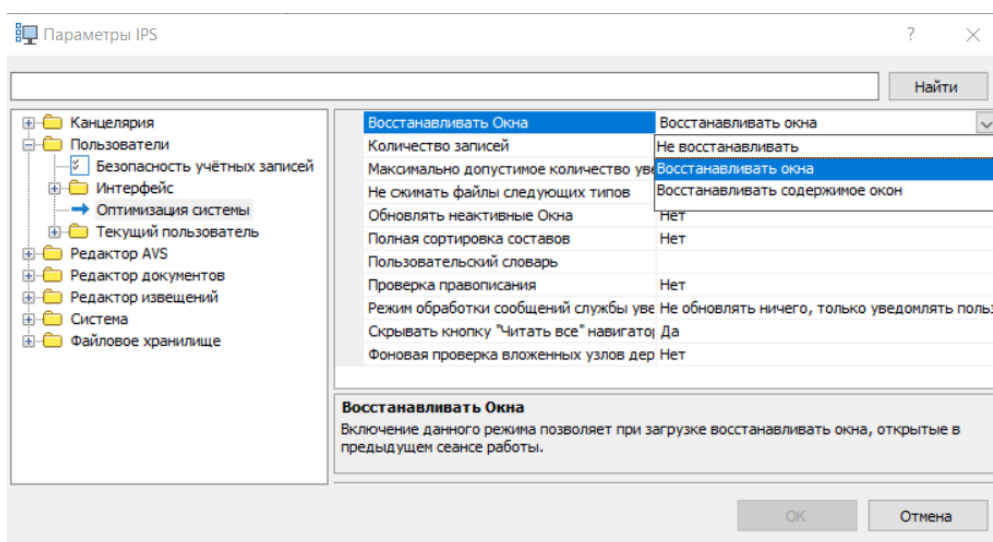 Параметры IPS
Найти
Канцелярия
Пользователи
Безопасность учётных записей
Интерфейс
Оптимизация системы
Текущий пользователь
Редактор AVS
Редактор документов
Редактор извещений
Система
Файловое хранилище
Восстанавливать Окна Восстанавливать окна
Количество записей Не восстанавливать
Максимально допустимое количество уве Восстанавливать окна
Не сжимать файлы следующих типов Восстанавливать содержимое окон
Обновлять неактивные Окна Нет
Полная сортировка составов Нет
Пользовательский словарь
Проверка правописания Нет
Режим обработки сообщений службы уве Не обновлять ничего, только уведомлять польз
Скрывать кнопку "Читать все" навигатор Да
Фоновая проверка вложенных узлов дер Нет
Восстанавливать Окна
Включение данного режима позволяет при загрузке восстанавливать окна, открытые в
предыдущем сеансе работы.
OK Отмена